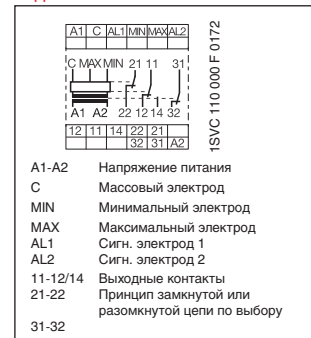 A1 C AL1 MIN MAX AL2
C MAX MIN 21 11 31
A1 A2 22 12 14 32
12 11 14 22 21
32 31 A2
1SVC 110 000 F 0172
A1-A2 Напряжение питания
C Массовый электрод
MIN Минимальный электрод
MAX Максимальный электрод
AL1 Сигн. электрод 1
AL2 Сигн. электрод 2
11-12/14 Выходные контакты
21-22 Принцип замкнутой или
разомкнутой цепи по выбору
31-32